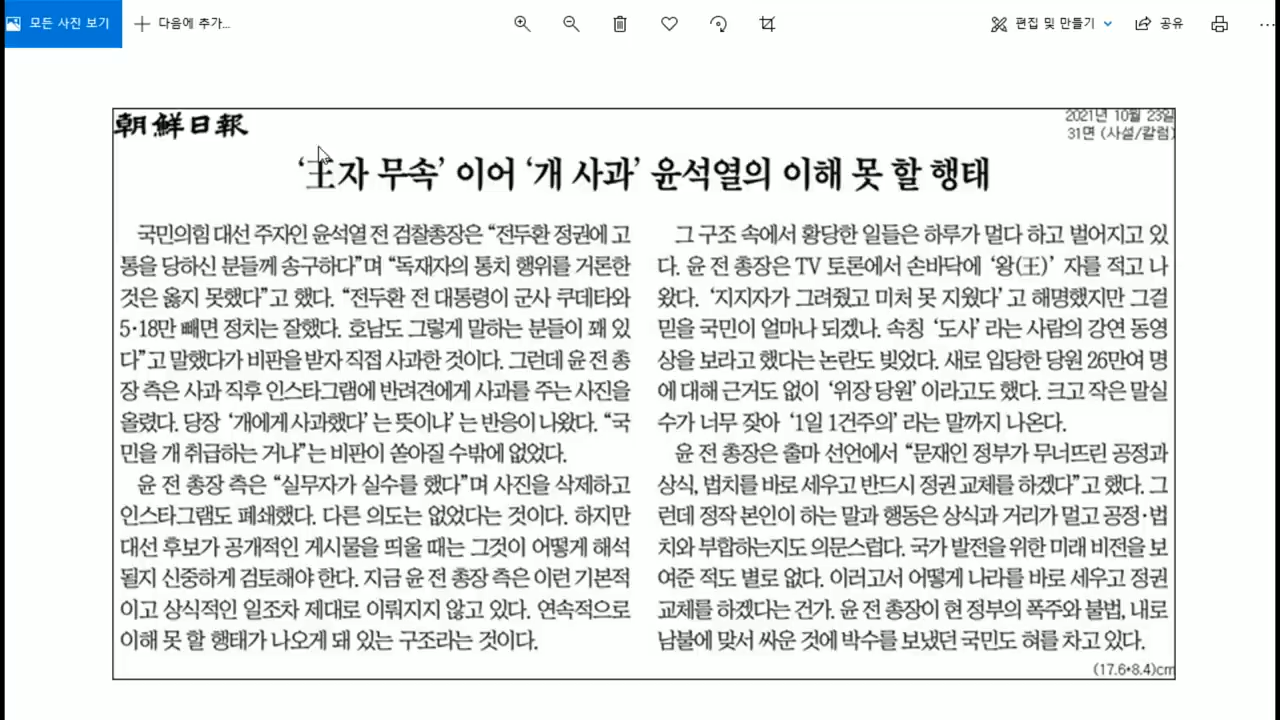 모든 사진 보기
다음에 추가...
편집 및 만들기
공유
朝鮮日報
2021년 10월 23일
31면 (사설/칼럼)
‘王자 무속’ 이어 ‘개 사과’ 윤석열의 이해 못 할 행태
국민의힘 대선 주자인 윤석열 전 검찰총장은 “전두환 정권에 고
통을 당하신 분들께 송구하다”며 “독재자의 통치 행위를 거론한
것은 옳지 못했다”고 했다. “전두환 전 대통령이 군사 쿠데타와
5·18만 빼면 정치는 잘했다. 호남도 그렇게 말하는 분들이 꽤 있
다”고 말했다가 비판을 받자 직접 사과한 것이다. 그런데 윤 전 총
장 측은 사과 직후 인스타그램에 반려견에게 사과를 주는 사진을
올렸다. 당장 ‘개에게 사과했다’는 뜻이냐’는 반응이 나왔다. “국
민을 개 취급하는 거냐”는 비판이 쏟아질 수밖에 없었다.
윤 전 총장 측은 “실무자가 실수를 했다”며 사진을 삭제하고
인스타그램도 폐쇄했다. 다른 의도는 없었다는 것이다. 하지만
대선 후보가 공개적인 게시물을 띄울 때는 그것이 어떻게 해석
될지 신중하게 검토해야 한다. 지금 윤 전 총장 측은 이런 기본적
이고 상식적인 일조차 제대로 이뤄지지 않고 있다. 연속적으로
이해 못 할 행태가 나오게 돼 있는 구조라는 것이다.
그 구조 속에서 황당한 일들은 하루가 멀다 하고 벌어지고 있
다. 윤 전 총장은 TV 토론에서 손바닥에 ‘왕(王)’ 자를 적고 나
왔다. ‘지지자가 그려줬고 미처 못 지웠다’고 해명했지만 그걸
믿을 국민이 얼마나 되겠나. 속칭 ‘도사’라는 사람의 강연 동영
상을 보라고 했다는 논란도 빚었다. 새로 입당한 당원 26만여 명
에 대해 근거도 없이 ‘위장 당원’이라고도 했다. 크고 작은 말실
수가 너무 잦아 ‘1일 1건주의’라는 말까지 나온다.
윤 전 총장은 출마 선언에서 “문재인 정부가 무너뜨린 공정과
상식, 법치를 바로 세우고 반드시 정권 교체를 하겠다”고 했다. 그
런데 정작 본인이 하는 말과 행동은 상식과 거리가 멀고 공정·법
치와 부합하는지도 의문스럽다. 국가 발전을 위한 미래 비전을 보
여준 적도 별로 없다. 이러고서 어떻게 나라를 바로 세우고 정권
교체를 하겠다는 건가. 윤 전 총장이 현 정부의 폭주와 불법, 내로
남불에 맞서 싸운 것에 박수를 보냈던 국민도 혀를 차고 있다.
(17.6*8.4)cm